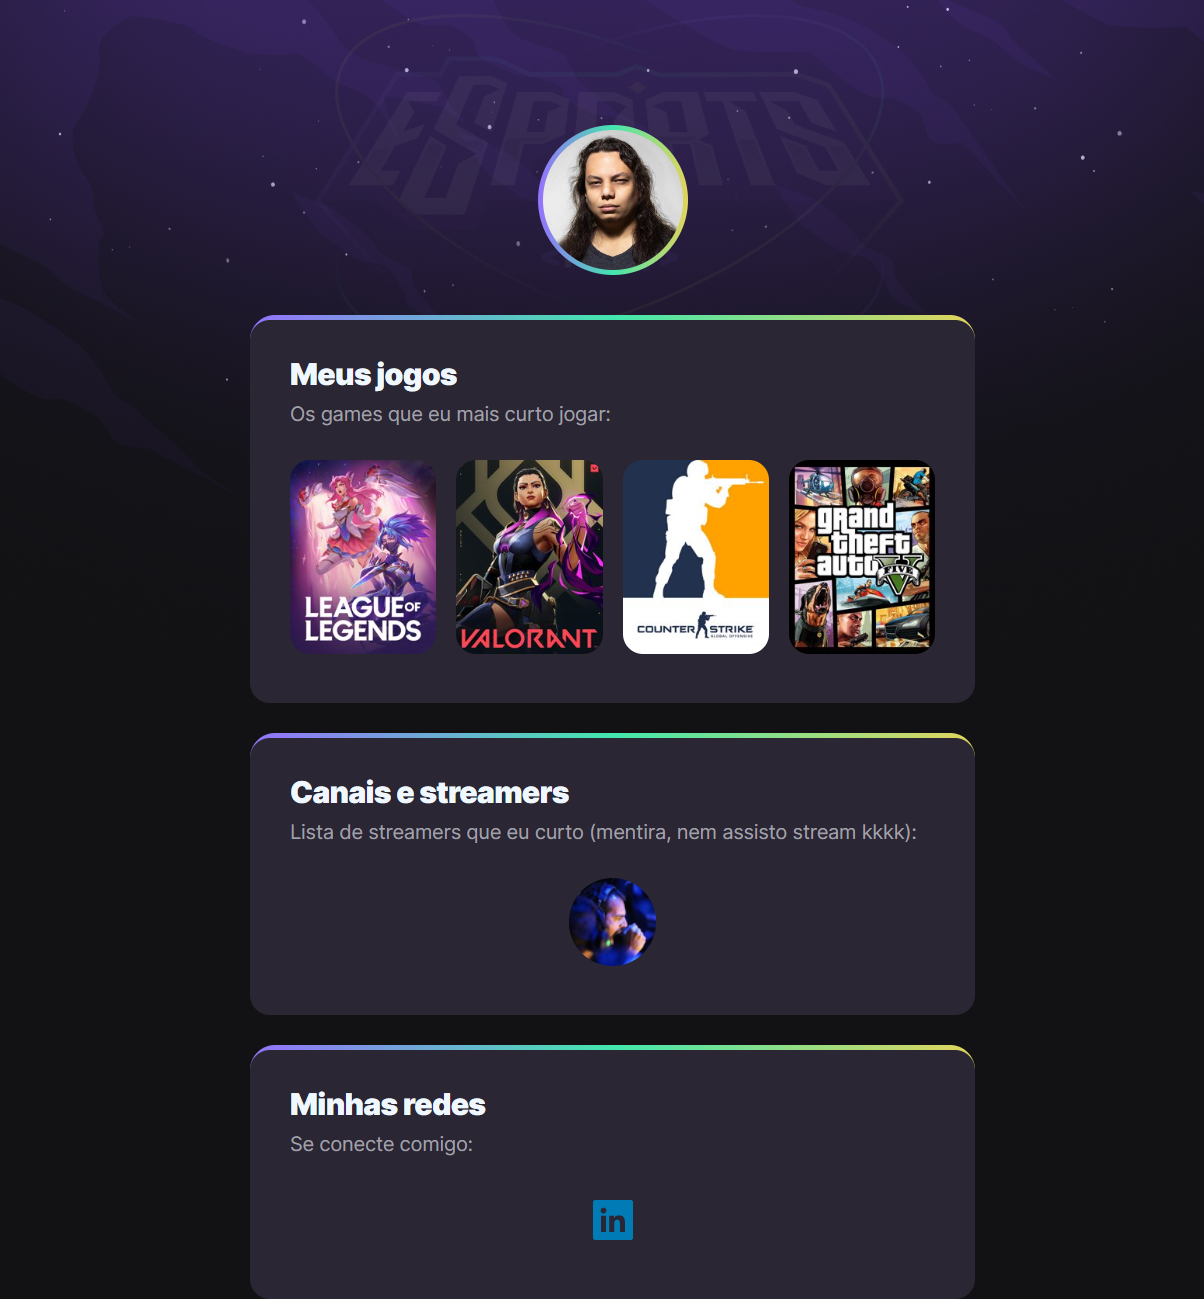 ESPORTS
Meus jogos
Os games que eu mais curto jogar:
LEAGUE OF
LEGENDS
VALORANT
COUNTER STRIKE
GLOBAL OFFENSIVE
grand
theft
auto
FIVE
V
Canais e streamers
Lista de streamers que eu curto (mentira, nem assisto stream kkkk):
Minhas redes
Se conecte comigo:
in